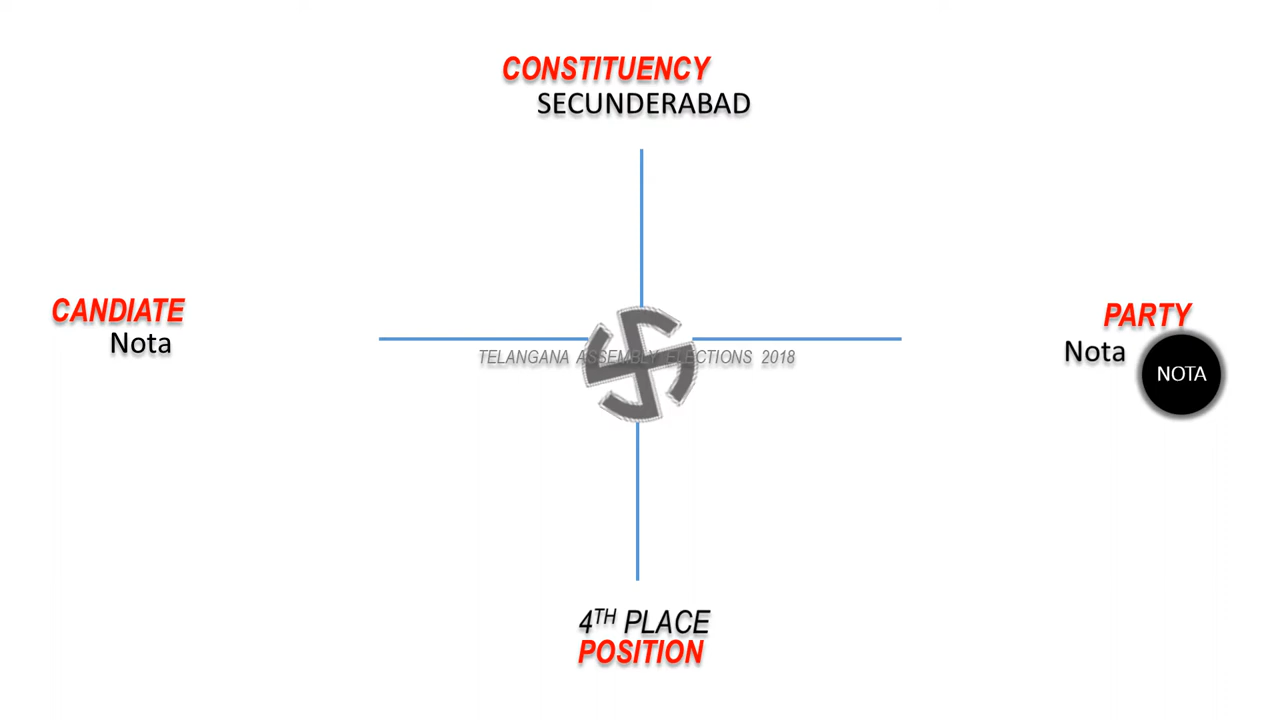 CONSTITUENCY
SECUNDERABAD
CANDIATE
Nota
PARTY
Nota
NOTA
TELANGANA ASSEMBLY ELECTIONS 2018
4TH PLACE
POSITION